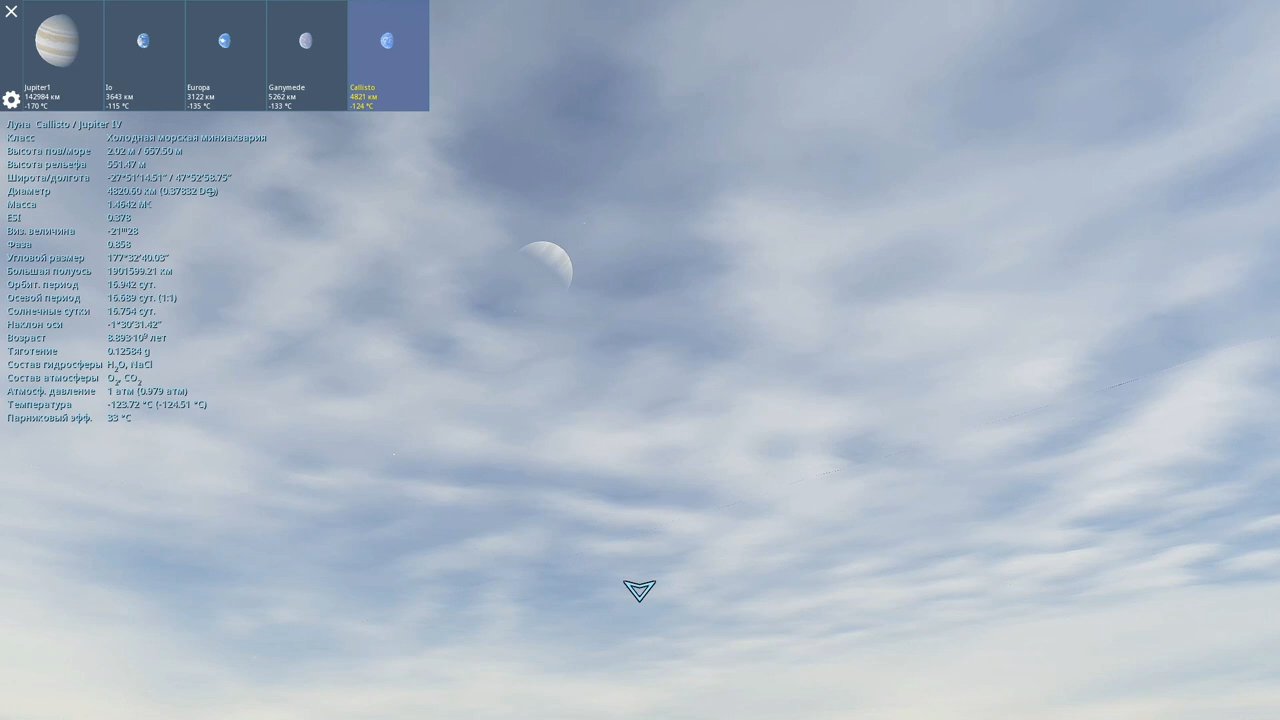 Jupiter1
142984 км
-170 °C
Io
3643 км
-115 °C
Europa
3122 км
-135 °C
Ganymede
5262 км
-133 °C
Callisto
4821 км
-124 °C
Луна Callisto / Jupiter IV
Класс Холодная морская миниаквария
Высота пов/море 2.02 м / 657.50 м
Высота рельефа 551.47 м
Широта/долгота -27°51'14.51" / 47°52'58.75"
Диаметр 4820.60 км (0.37832 D⊕)
Масса 1.4642 M☾
ESI 0.378
Виз. величина -21ᵐ28
Фаза 0.858
Угловой размер 177°32'40.03"
Большая полуось 1901599.21 км
Орбит. период 16.942 сут.
Осевой период 16.689 сут. (1:1)
Солнечные сутки 16.754 сут.
Наклон оси -1°30'31.42"
Возраст 8.893·10⁹ лет
Тяготение 0.12584 g
Состав гидросферы H₂O, NaCl
Состав атмосферы O₂, CO₂
Атмосф. давление 1 атм (0.979 атм)
Температура -123.72 °C (-124.51 °C)
Парниковый эфф. 33 °C